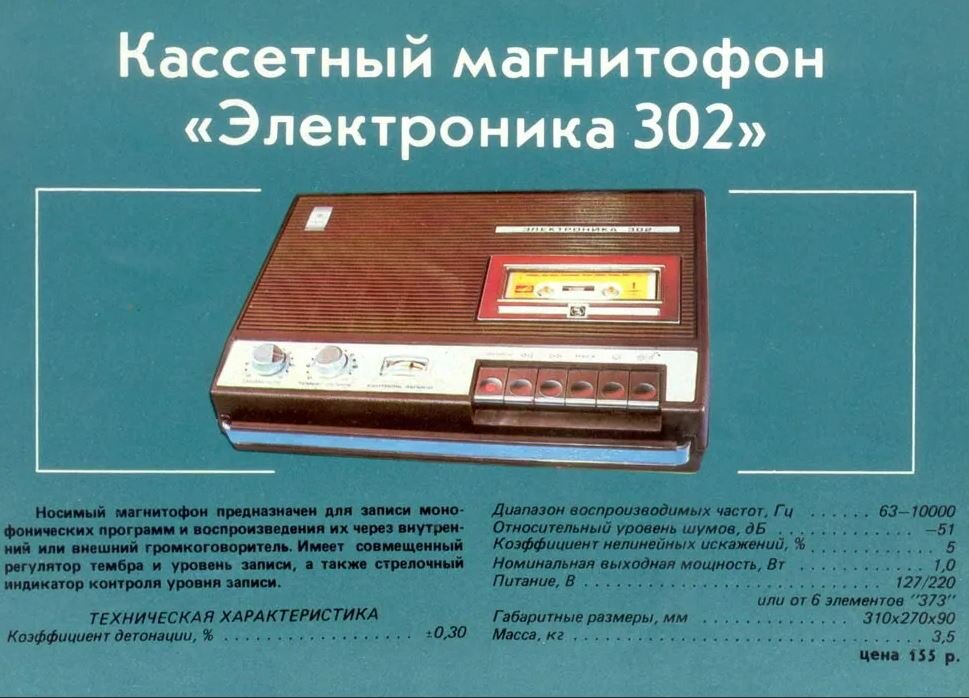 Кассетный магнитофон
«Электроника 302»
ЭЛЕКТРОНИКА 302
Носимый магнитофон предназначен для записи моно-
фонических программ и воспроизведения их через внутрен-
ний или внешний громкоговоритель. Имеет совмещенный
регулятор тембра и уровень записи, а также стрелочный
индикатор контроля уровня записи.
ТЕХНИЧЕСКАЯ ХАРАКТЕРИСТИКА
Коэффициент детонации, % . . . . . . . . . . . . . . . . . ±0,30
Диапазон воспроизводимых частот, Гц . . . . . . 63—10000
Относительный уровень шумов, дБ . . . . . . . . . . . . . —51
Коэффициент нелинейных искажений, % . . . . . . . . . . . 5
Номинальная выходная мощность, Вт . . . . . . . . . . . 1,0
Питание, В . . . . . . . . . . . . . . . . . . . . . . . . 127/220
или от 6 элементов "373"
Габаритные размеры, мм . . . . . . . . . . . . . 310х270х90
Масса, кг . . . . . . . . . . . . . . . . . . . . . . . . . . . 3,5
цена 155 р.